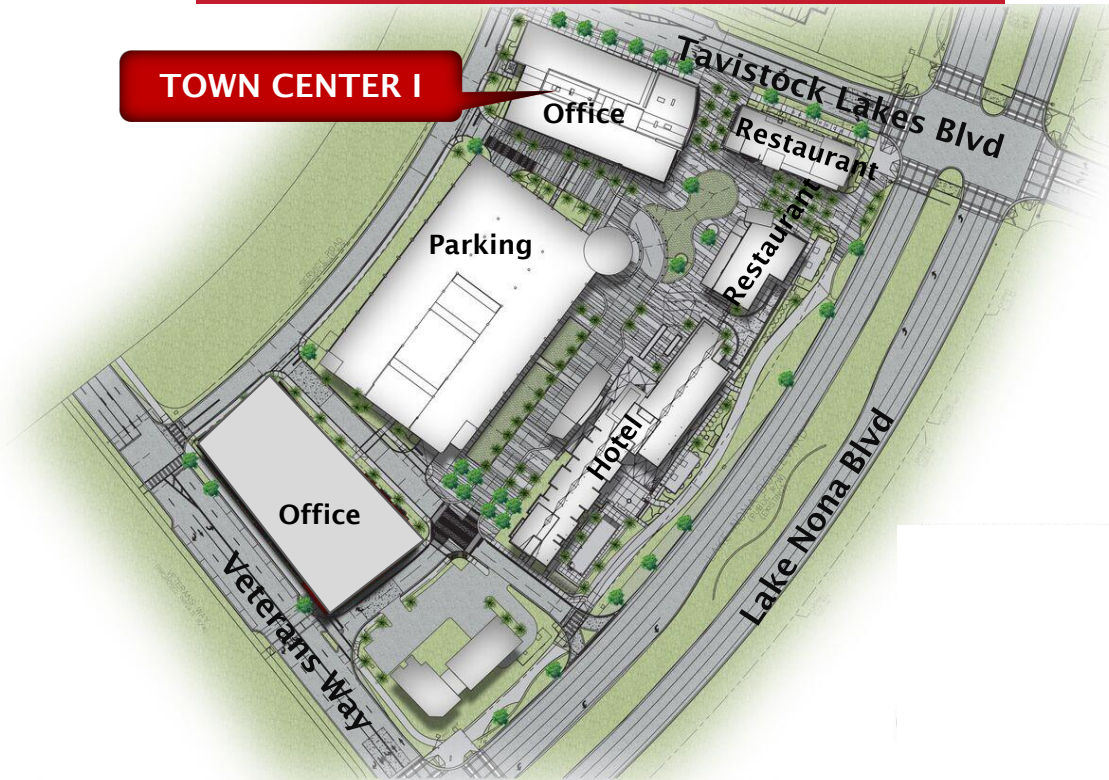 TOWN CENTER I
Tavistock Lakes Blvd
Office
Restaurant
Restaurant
Parking
Hotel
Office
Lake Nona Blvd
Veterans Way